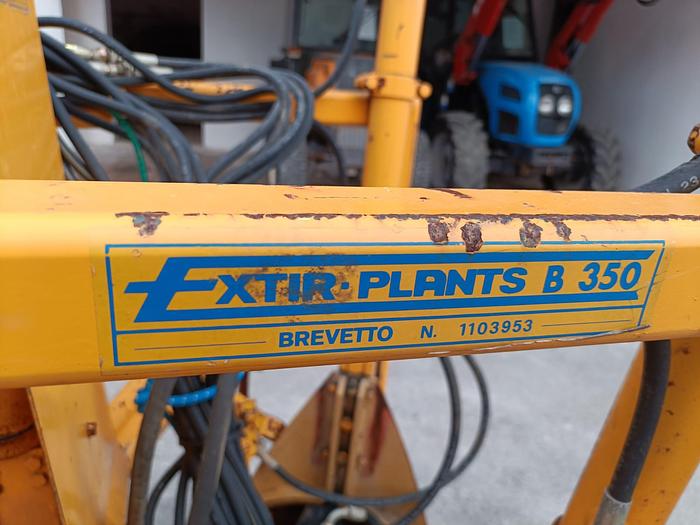 EXTIR-PLANTS B 350
BREVETTO N. 1103953